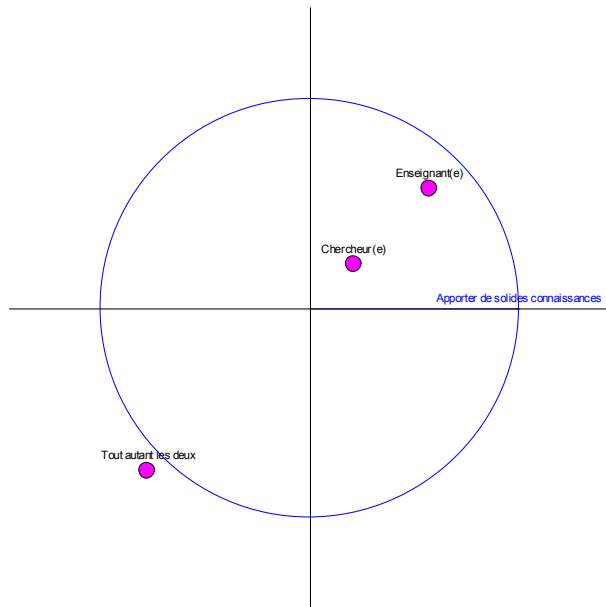 Enseignant(e)
Chercheur(e)
Apporter de solides connaissances
Tout autant les deux